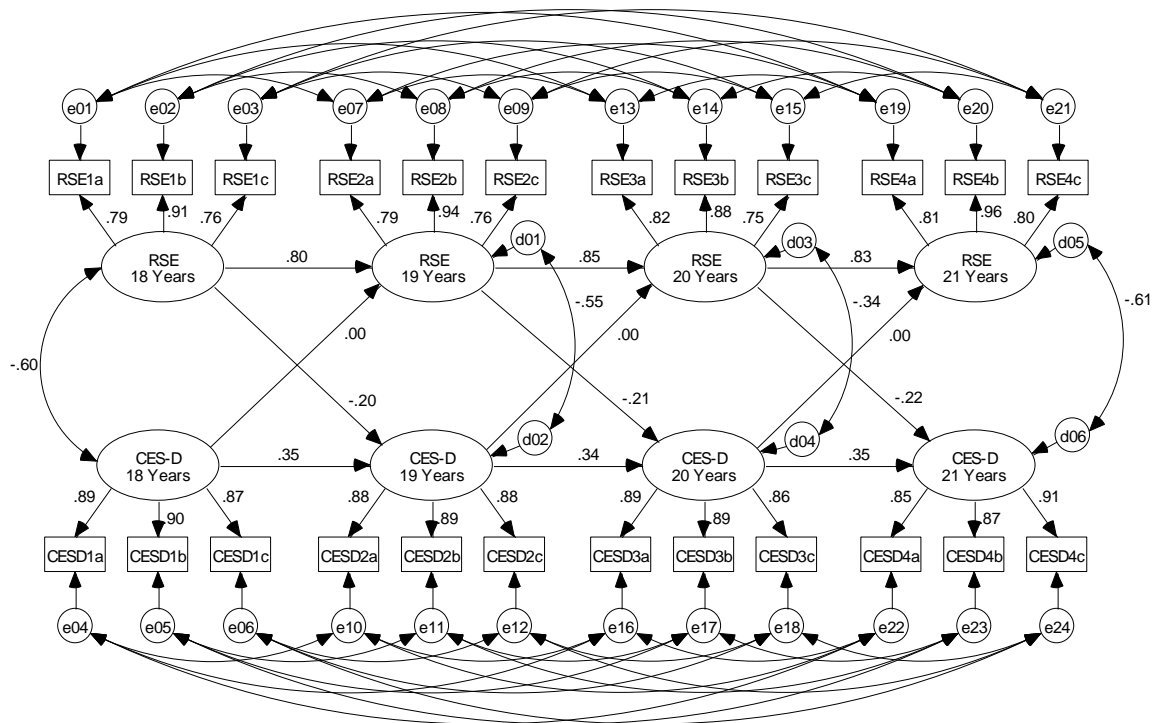 e01 e02 e03 e07 e08 e09 e13 e14 e15 e19 e20 e21
RSE1a RSE1b RSE1c RSE2a RSE2b RSE2c RSE3a RSE3b RSE3c RSE4a RSE4b RSE4c
.79 .91 .76 .79 .94 .76 .82 .88 .75 .81 .96 .80
d01 d03 d05
RSE
18 Years
.80
RSE
19 Years
.85
RSE
20 Years
.83
RSE
21 Years
-.60
.00
-.20
-.55
.00
-.21
-.34
.00
-.22
-.61
d02 d04 d06
CES-D
18 Years
.35
CES-D
19 Years
.34
CES-D
20 Years
.35
CES-D
21 Years
.89 .90 .87 .88 .89 .88 .89 .89 .86 .85 .87 .91
CESD1a CESD1b CESD1c CESD2a CESD2b CESD2c CESD3a CESD3b CESD3c CESD4a CESD4b CESD4c
e04 e05 e06 e10 e11 e12 e16 e17 e18 e22 e23 e24